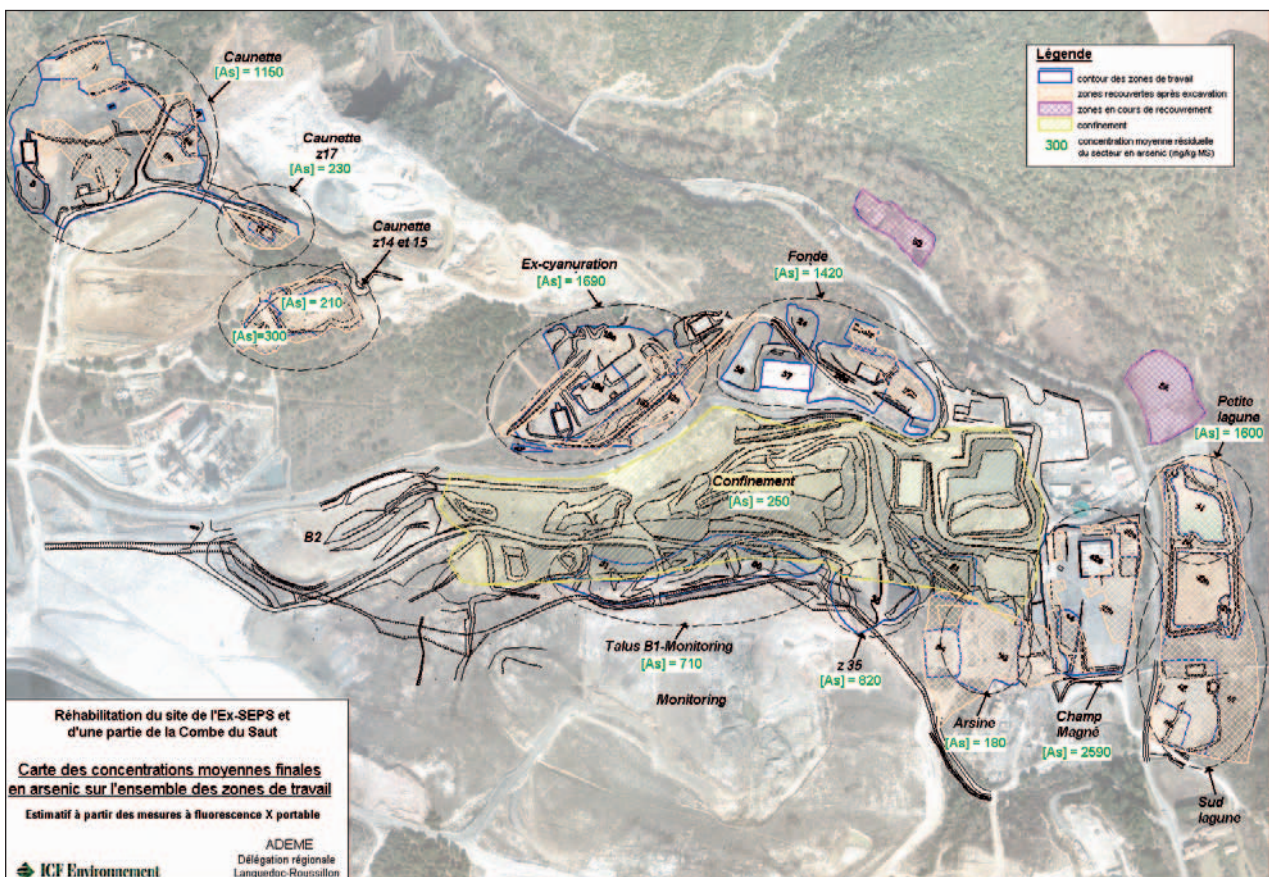 Caunette
[As] = 1150
Caunette
z17
[As] = 230
Caunette
z14 et 15
[As] = 210
[As]=300
Ex-cyanuration
[As] = 1690
Fonde
[As] = 1420
Légende
contour des zones de travail
zones recouvertes après excavation
zones en cours de recouvrement
confinement
300 concentration moyenne résiduelle
du secteur en arsenic (mg/kg MS)
Petite
lagune
[As] = 1600
Confinement
[As] = 250
B2
37
Talus B1-Monitoring
[As] = 710
Monitoring
z 35
[As] = 820
Arsine
[As] = 180
Champ
Magné
[As] = 2590
Sud
lagune
Réhabilitation du site de l'Ex-SEPS et
d'une partie de la Combe du Saut
Carte des concentrations moyennes finales
en arsenic sur l'ensemble des zones de travail
Estimatif à partir des mesures à fluorescence X portable
ADEME
Délégation régionale
Languedoc-Roussillon
ICF Environnement